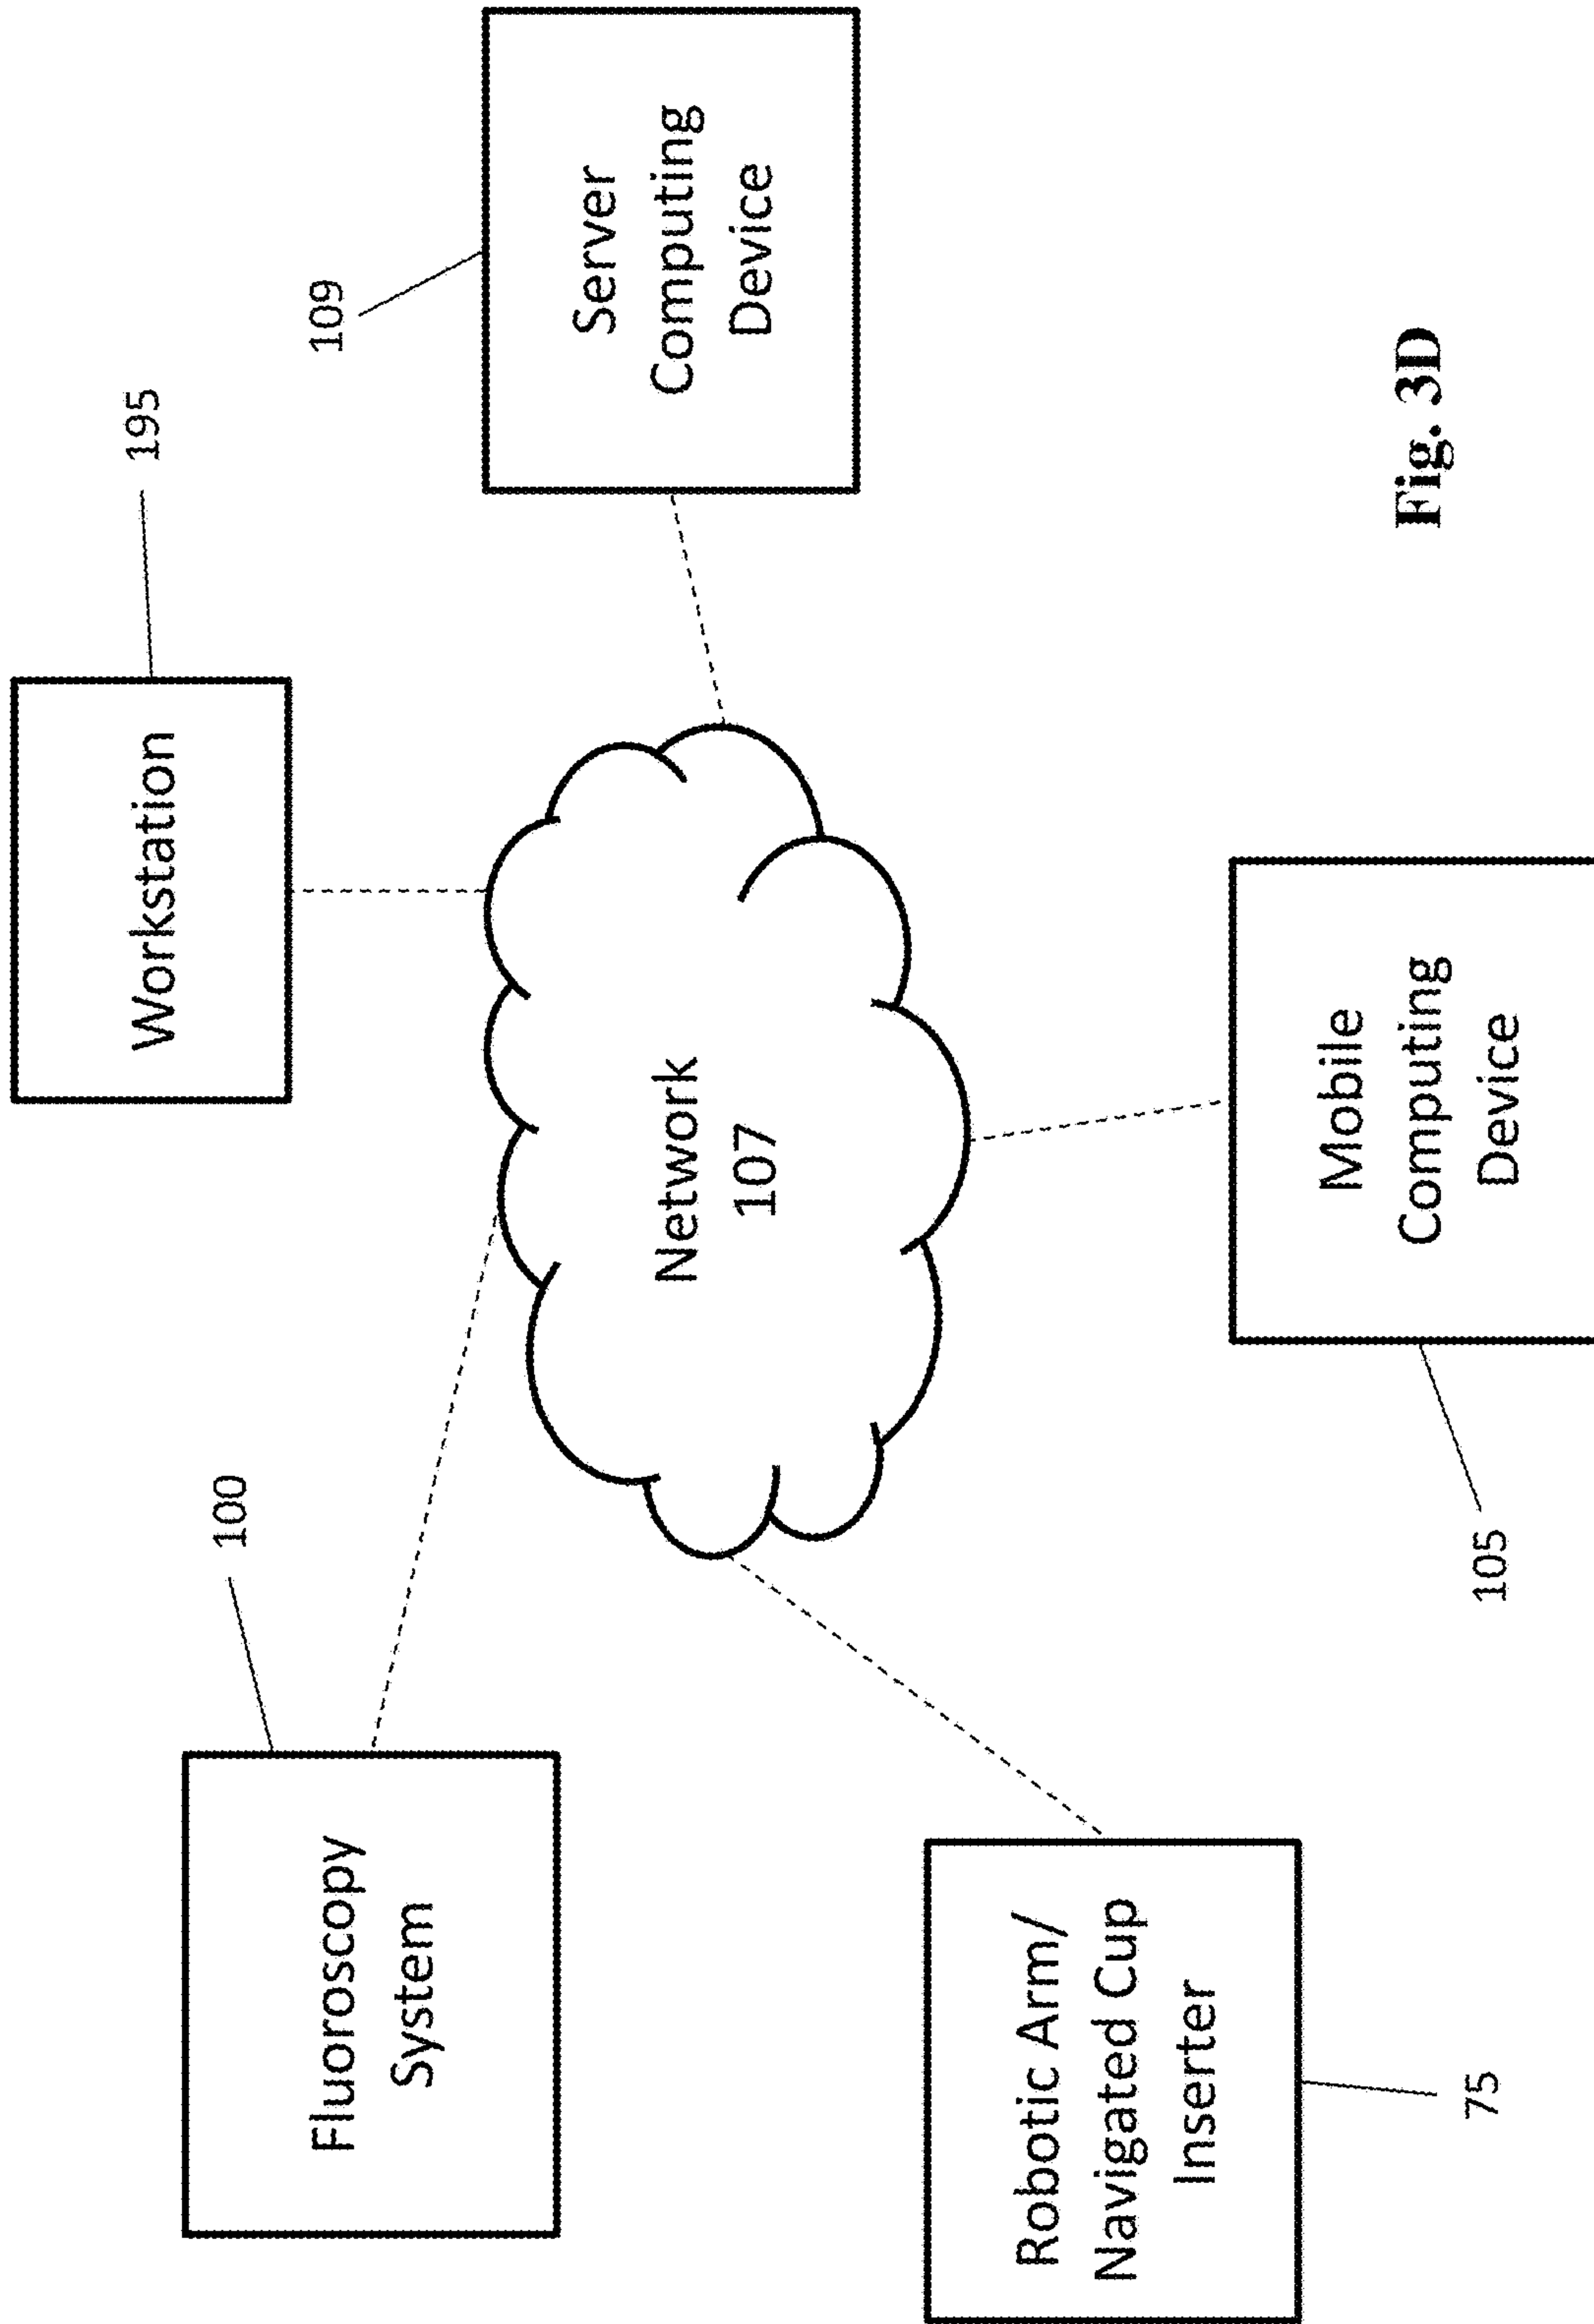 Workstation
195
109
Server
Computing
Device
100
Fluoroscopy
System
Network
107
Robotic Arm/
Navigated Cup
Inserter
75
Mobile
Computing
Device
105
Fig. 3D